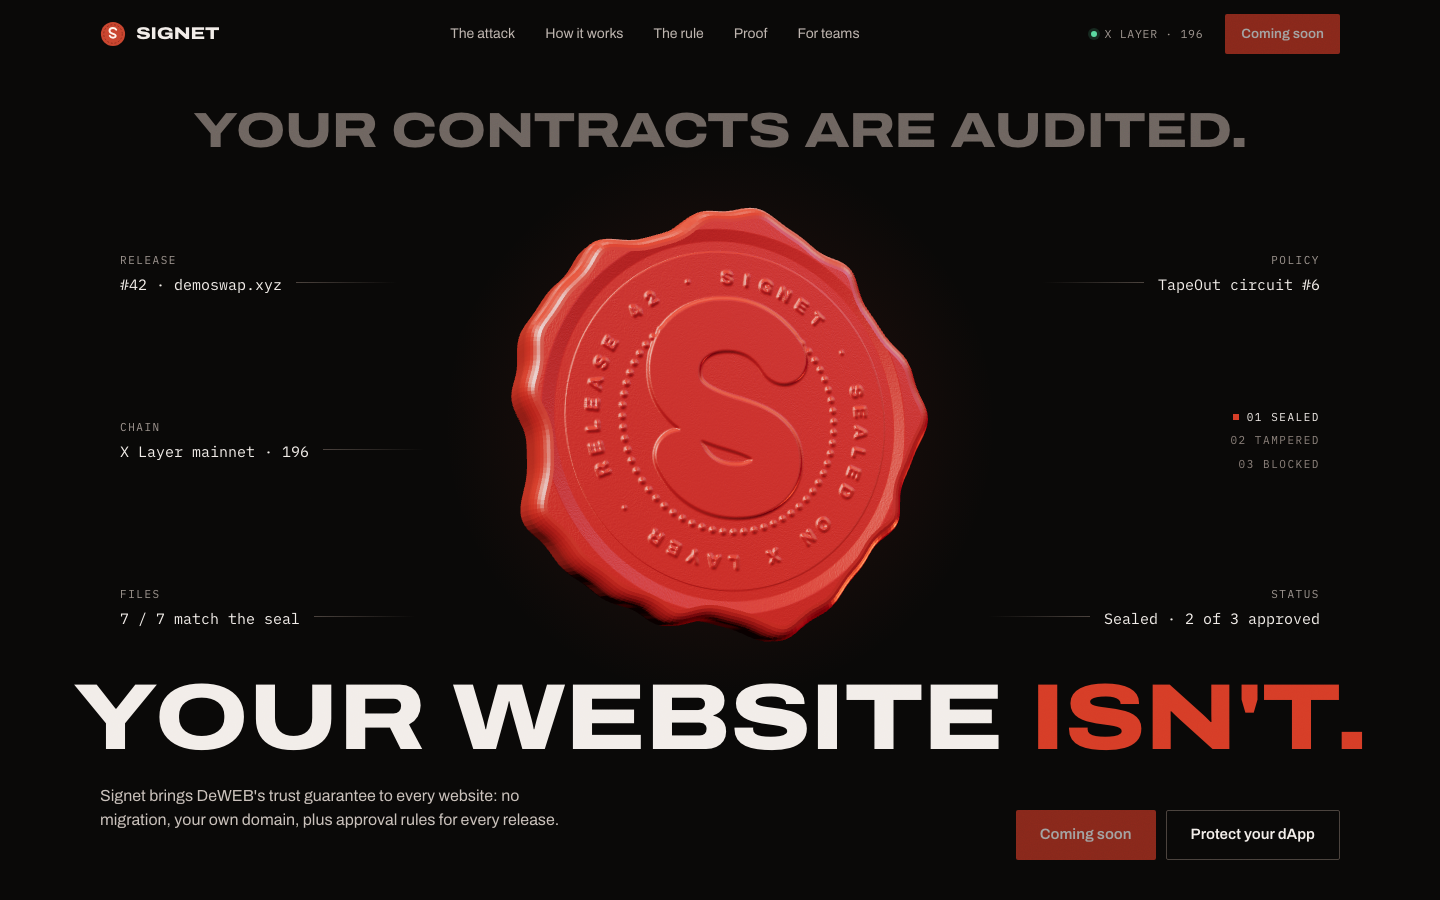 S SIGNET
The attack How it works The rule Proof For teams
X LAYER · 196
Coming soon
YOUR CONTRACTS ARE AUDITED.
RELEASE
#42 · demoswap.xyz
POLICY
TapeOut circuit #6
S
RELEASE 42 · SIGNET · SEALED ON X LAYER ·
CHAIN
X Layer mainnet · 196
01 SEALED
02 TAMPERED
03 BLOCKED
FILES
7 / 7 match the seal
STATUS
Sealed · 2 of 3 approved
YOUR WEBSITE ISN'T.
Signet brings DeWEB's trust guarantee to every website: no
migration, your own domain, plus approval rules for every release.
Coming soon
Protect your dApp